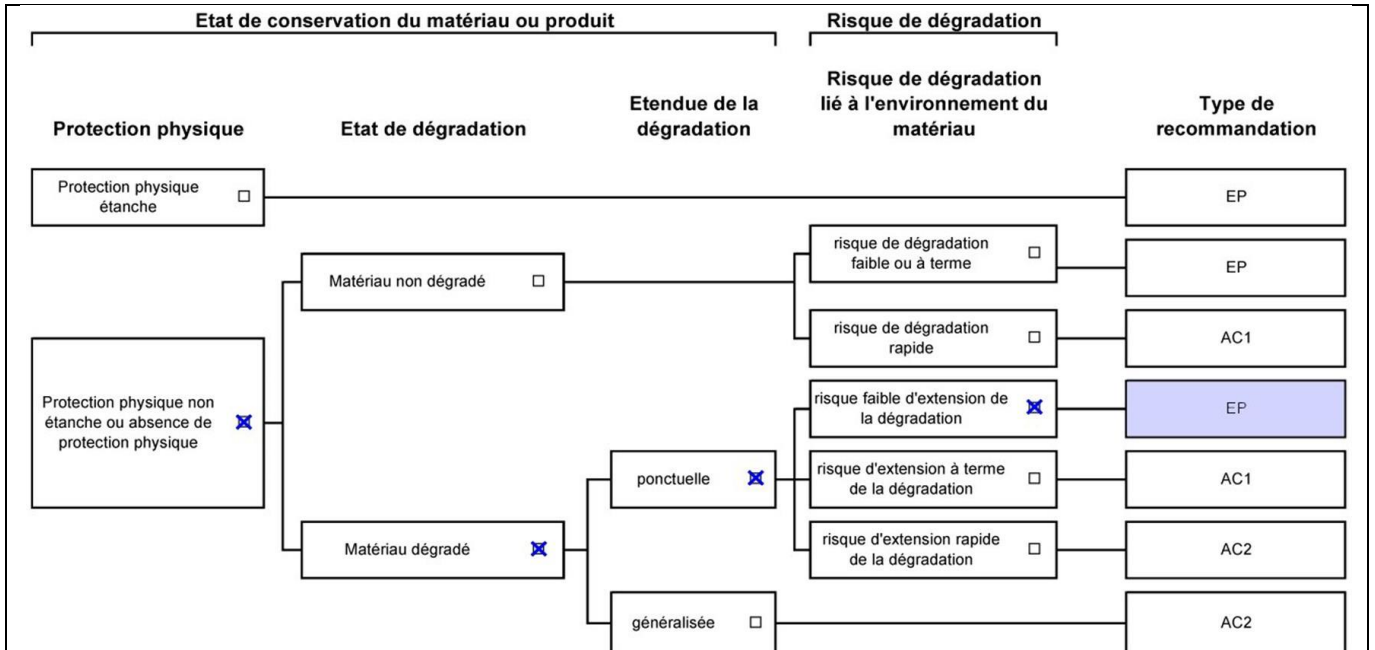 Etat de conservation du matériau ou produit
Risque de dégradation
Protection physique
Etat de dégradation
Etendue de la
dégradation
Risque de dégradation
lié à l'environnement du
matériau
Type de
recommandation
Protection physique
étanche
EP
Matériau non dégradé
risque de dégradation
faible ou à terme
EP
risque de dégradation
rapide
AC1
Protection physique non
étanche ou absence de
protection physique
risque faible d'extension de
la dégradation
EP
ponctuelle
risque d'extension à terme
de la dégradation
AC1
Matériau dégradé
risque d'extension rapide
de la dégradation
AC2
généralisée
AC2